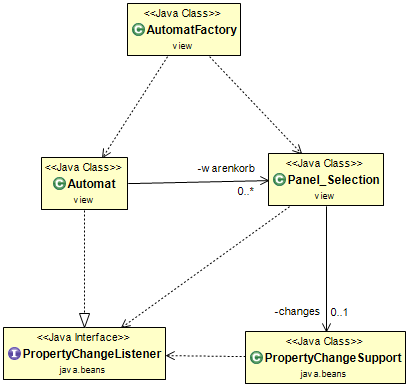 <<Java Class>>
C AutomatFactory
view
-warenkorb
<<Java Class>>
C Automat
view
0..*
<<Java Class>>
C Panel_Selection
view
-changes 0..1
<<Java Interface>>
I PropertyChangeListener
java.beans
<<Java Class>>
C PropertyChangeSupport
java.beans